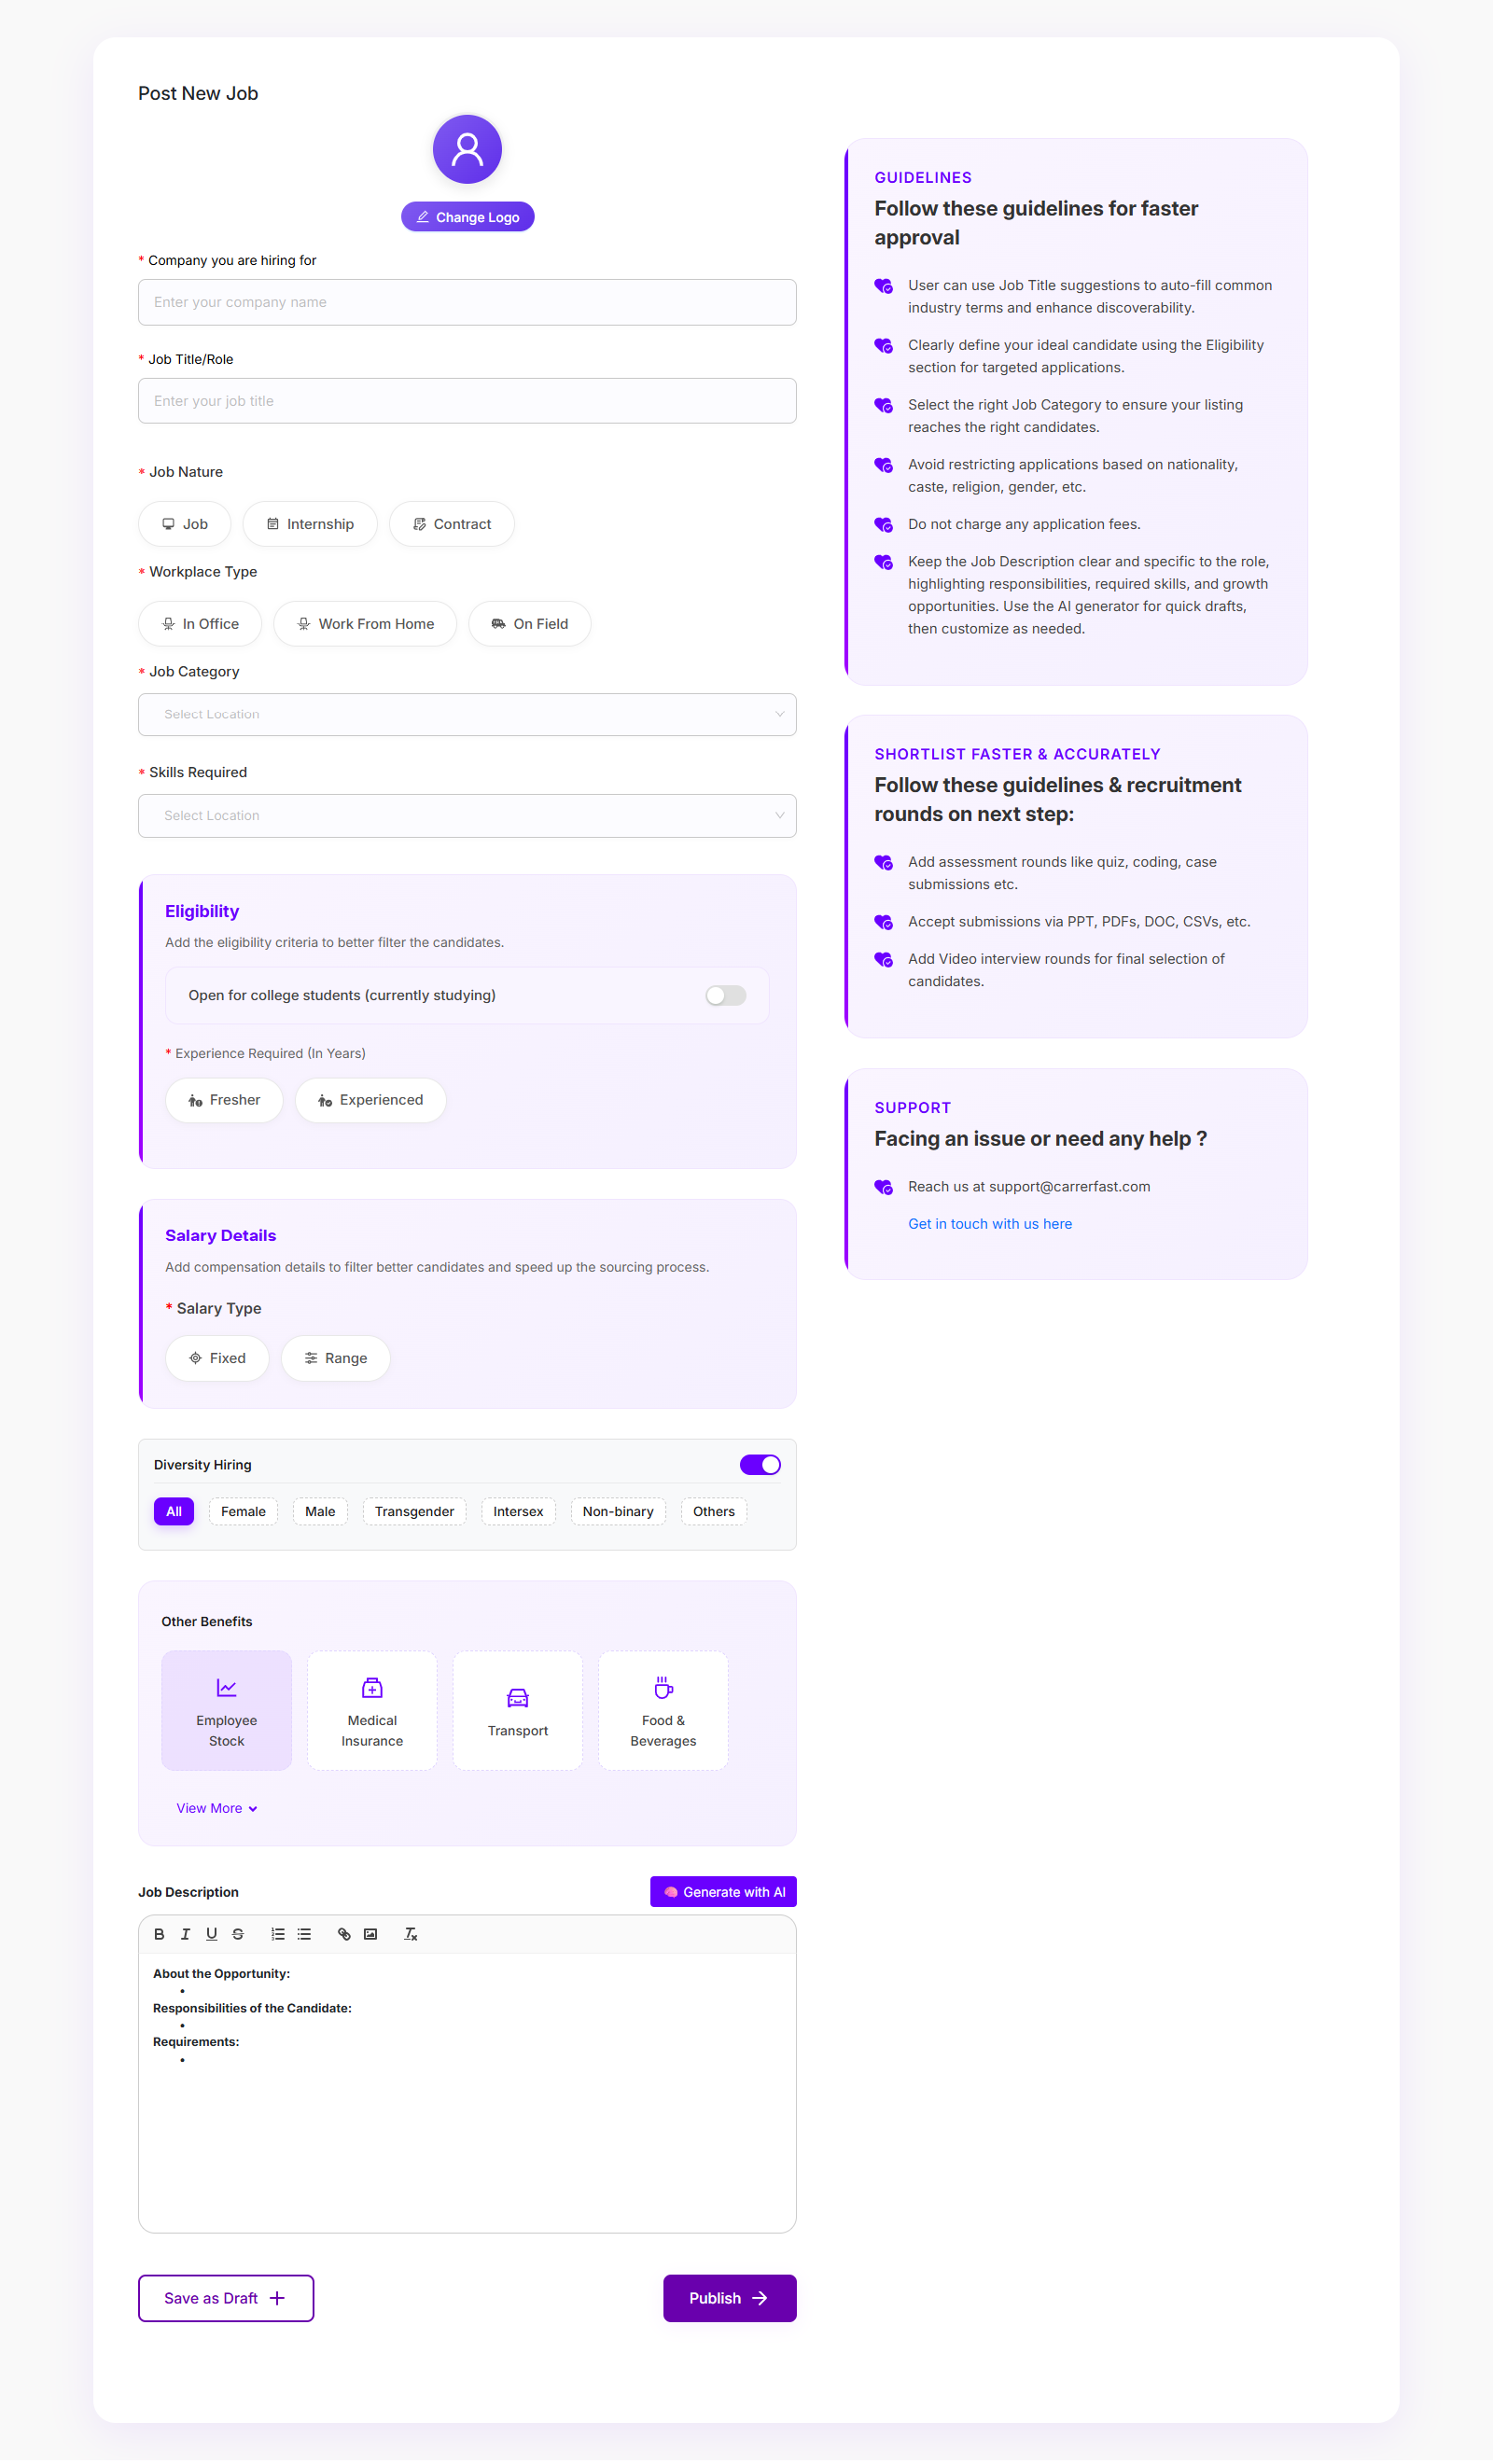 Post New Job
Change Logo
* Company you are hiring for
Enter your company name
* Job Title/Role
Enter your job title
* Job Nature
Job
Internship
Contract
* Workplace Type
In Office
Work From Home
On Field
* Job Category
Select Location
* Skills Required
Select Location
Eligibility
Add the eligibility criteria to better filter the candidates.
Open for college students (currently studying)
* Experience Required (In Years)
Fresher
Experienced
Salary Details
Add compensation details to filter better candidates and speed up the sourcing process.
* Salary Type
Fixed
Range
Diversity Hiring
All
Female
Male
Transgender
Intersex
Non-binary
Others
Other Benefits
Employee
Stock
Medical
Insurance
Transport
Food &
Beverages
View More
Job Description
Generate with AI
About the Opportunity:
•
Responsibilities of the Candidate:
•
Requirements:
•
Save as Draft
Publish
GUIDELINES
Follow these guidelines for faster
approval
User can use Job Title suggestions to auto-fill common
industry terms and enhance discoverability.
Clearly define your ideal candidate using the Eligibility
section for targeted applications.
Select the right Job Category to ensure your listing
reaches the right candidates.
Avoid restricting applications based on nationality,
caste, religion, gender, etc.
Do not charge any application fees.
Keep the Job Description clear and specific to the role,
highlighting responsibilities, required skills, and growth
opportunities. Use the AI generator for quick drafts,
then customize as needed.
SHORTLIST FASTER & ACCURATELY
Follow these guidelines & recruitment
rounds on next step:
Add assessment rounds like quiz, coding, case
submissions etc.
Accept submissions via PPT, PDFs, DOC, CSVs, etc.
Add Video interview rounds for final selection of
candidates.
SUPPORT
Facing an issue or need any help ?
Reach us at support@carrerfast.com
Get in touch with us here